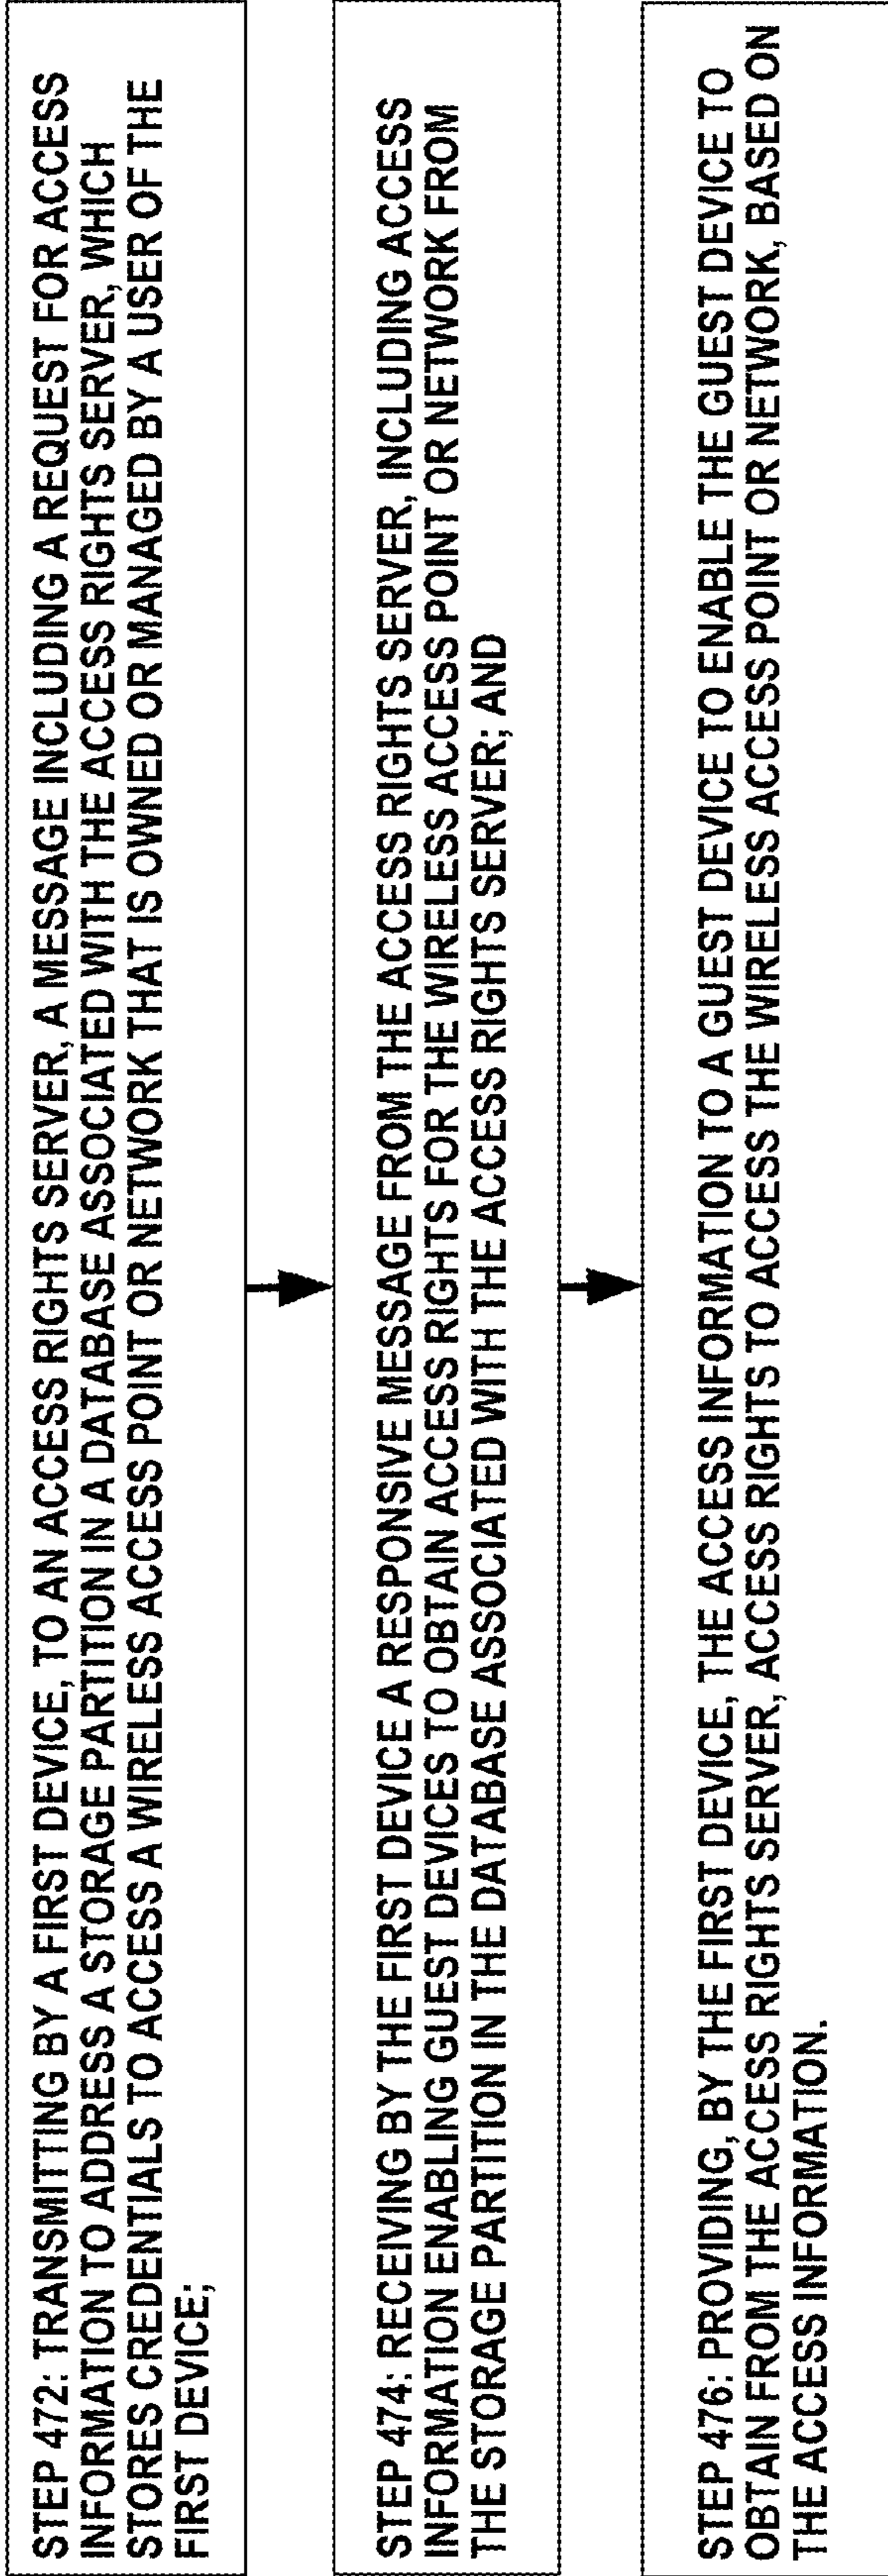 STEP 472: TRANSMITTING BY A FIRST DEVICE, TO AN ACCESS RIGHTS SERVER, A MESSAGE INCLUDING A REQUEST FOR ACCESS
INFORMATION TO ADDRESS A STORAGE PARTITION IN A DATABASE ASSOCIATED WITH THE ACCESS RIGHTS SERVER, WHICH
STORES CREDENTIALS TO ACCESS A WIRELESS ACCESS POINT OR NETWORK THAT IS OWNED OR MANAGED BY A USER OF THE
FIRST DEVICE;
STEP 474: RECEIVING BY THE FIRST DEVICE A RESPONSIVE MESSAGE FROM THE ACCESS RIGHTS SERVER, INCLUDING ACCESS
INFORMATION ENABLING GUEST DEVICES TO OBTAIN ACCESS RIGHTS FOR THE WIRELESS ACCESS POINT OR NETWORK FROM
THE STORAGE PARTITION IN THE DATABASE ASSOCIATED WITH THE ACCESS RIGHTS SERVER; AND
STEP 476: PROVIDING, BY THE FIRST DEVICE, THE ACCESS INFORMATION TO A GUEST DEVICE TO ENABLE THE GUEST DEVICE TO
OBTAIN FROM THE ACCESS RIGHTS SERVER, ACCESS RIGHTS TO ACCESS THE WIRELESS ACCESS POINT OR NETWORK, BASED ON
THE ACCESS INFORMATION.